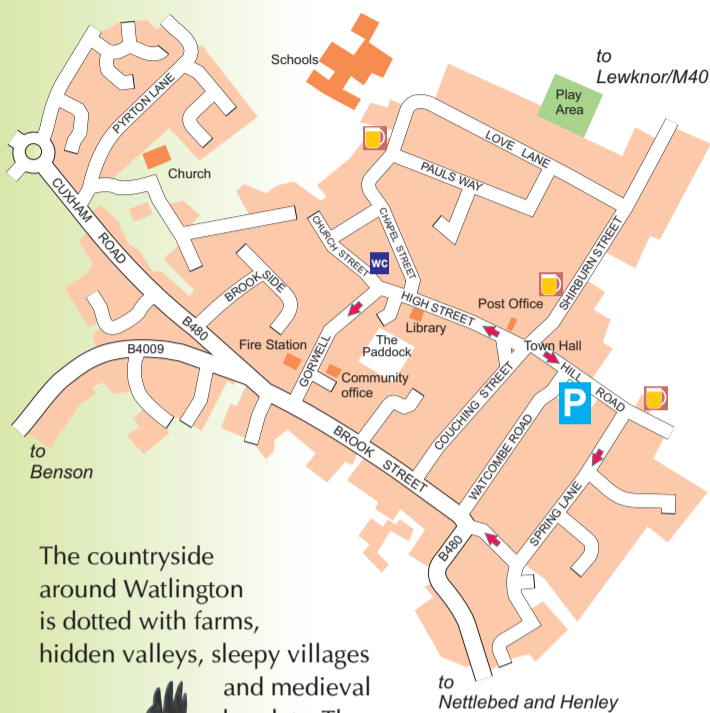 Schools
to
Lewknor/M40
Play
Area
PYRTON LANE
LOVE LANE
PAULS WAY
Church
CUXHAM ROAD
CHURCH STREET
CHAPEL STREET
WC
SHIRBURN STREET
BROOK SIDE
HIGH STREET
Post Office
B480
Library
B4009
Fire Station
GORWELL
The
Paddock
Town Hall
HILL ROAD
Community
office
P
COUCHING STREET
WATCOMBE ROAD
BROOK STREET
SPRING LANE
to
Benson
B480
The countryside
around Watlington
is dotted with farms,
hidden valleys, sleepy villages
and medieval
to
Nettlebed and Henley